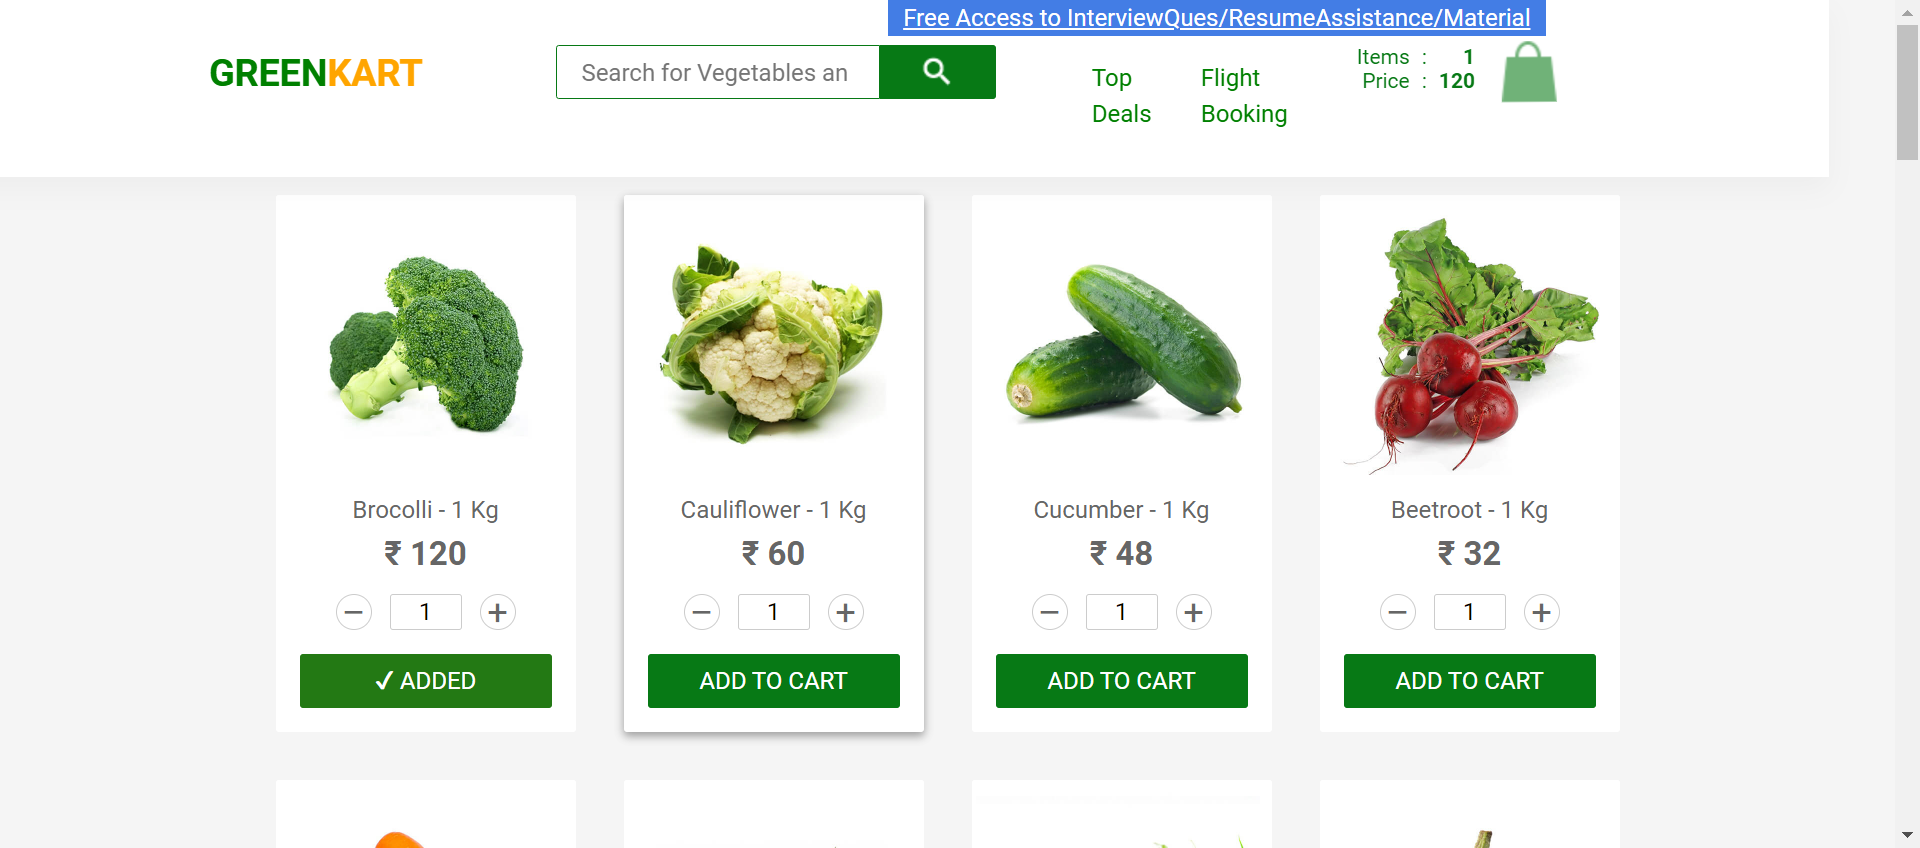 Free Access to InterviewQues/ResumeAssistance/Material
GREENKART
Search for Vegetables an
Top Deals
Flight Booking
Items : 1
Price : 120
Brocolli - 1 Kg
₹ 120
– 1 +
✓ ADDED
Cauliflower - 1 Kg
₹ 60
– 1 +
ADD TO CART
Cucumber - 1 Kg
₹ 48
– 1 +
ADD TO CART
Beetroot - 1 Kg
₹ 32
– 1 +
ADD TO CART